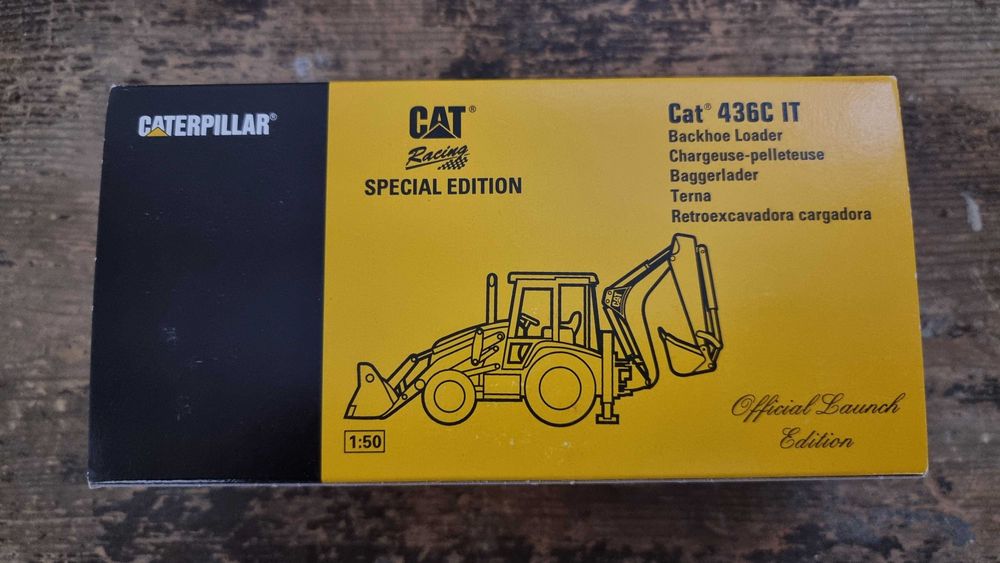 CATERPILLAR®
CAT®
Racing
SPECIAL EDITION
Cat® 436C IT
Backhoe Loader
Chargeuse-pelleteuse
Baggerlader
Terna
Retroexcavadora cargadora
CAT
1:50
Official Launch
Edition